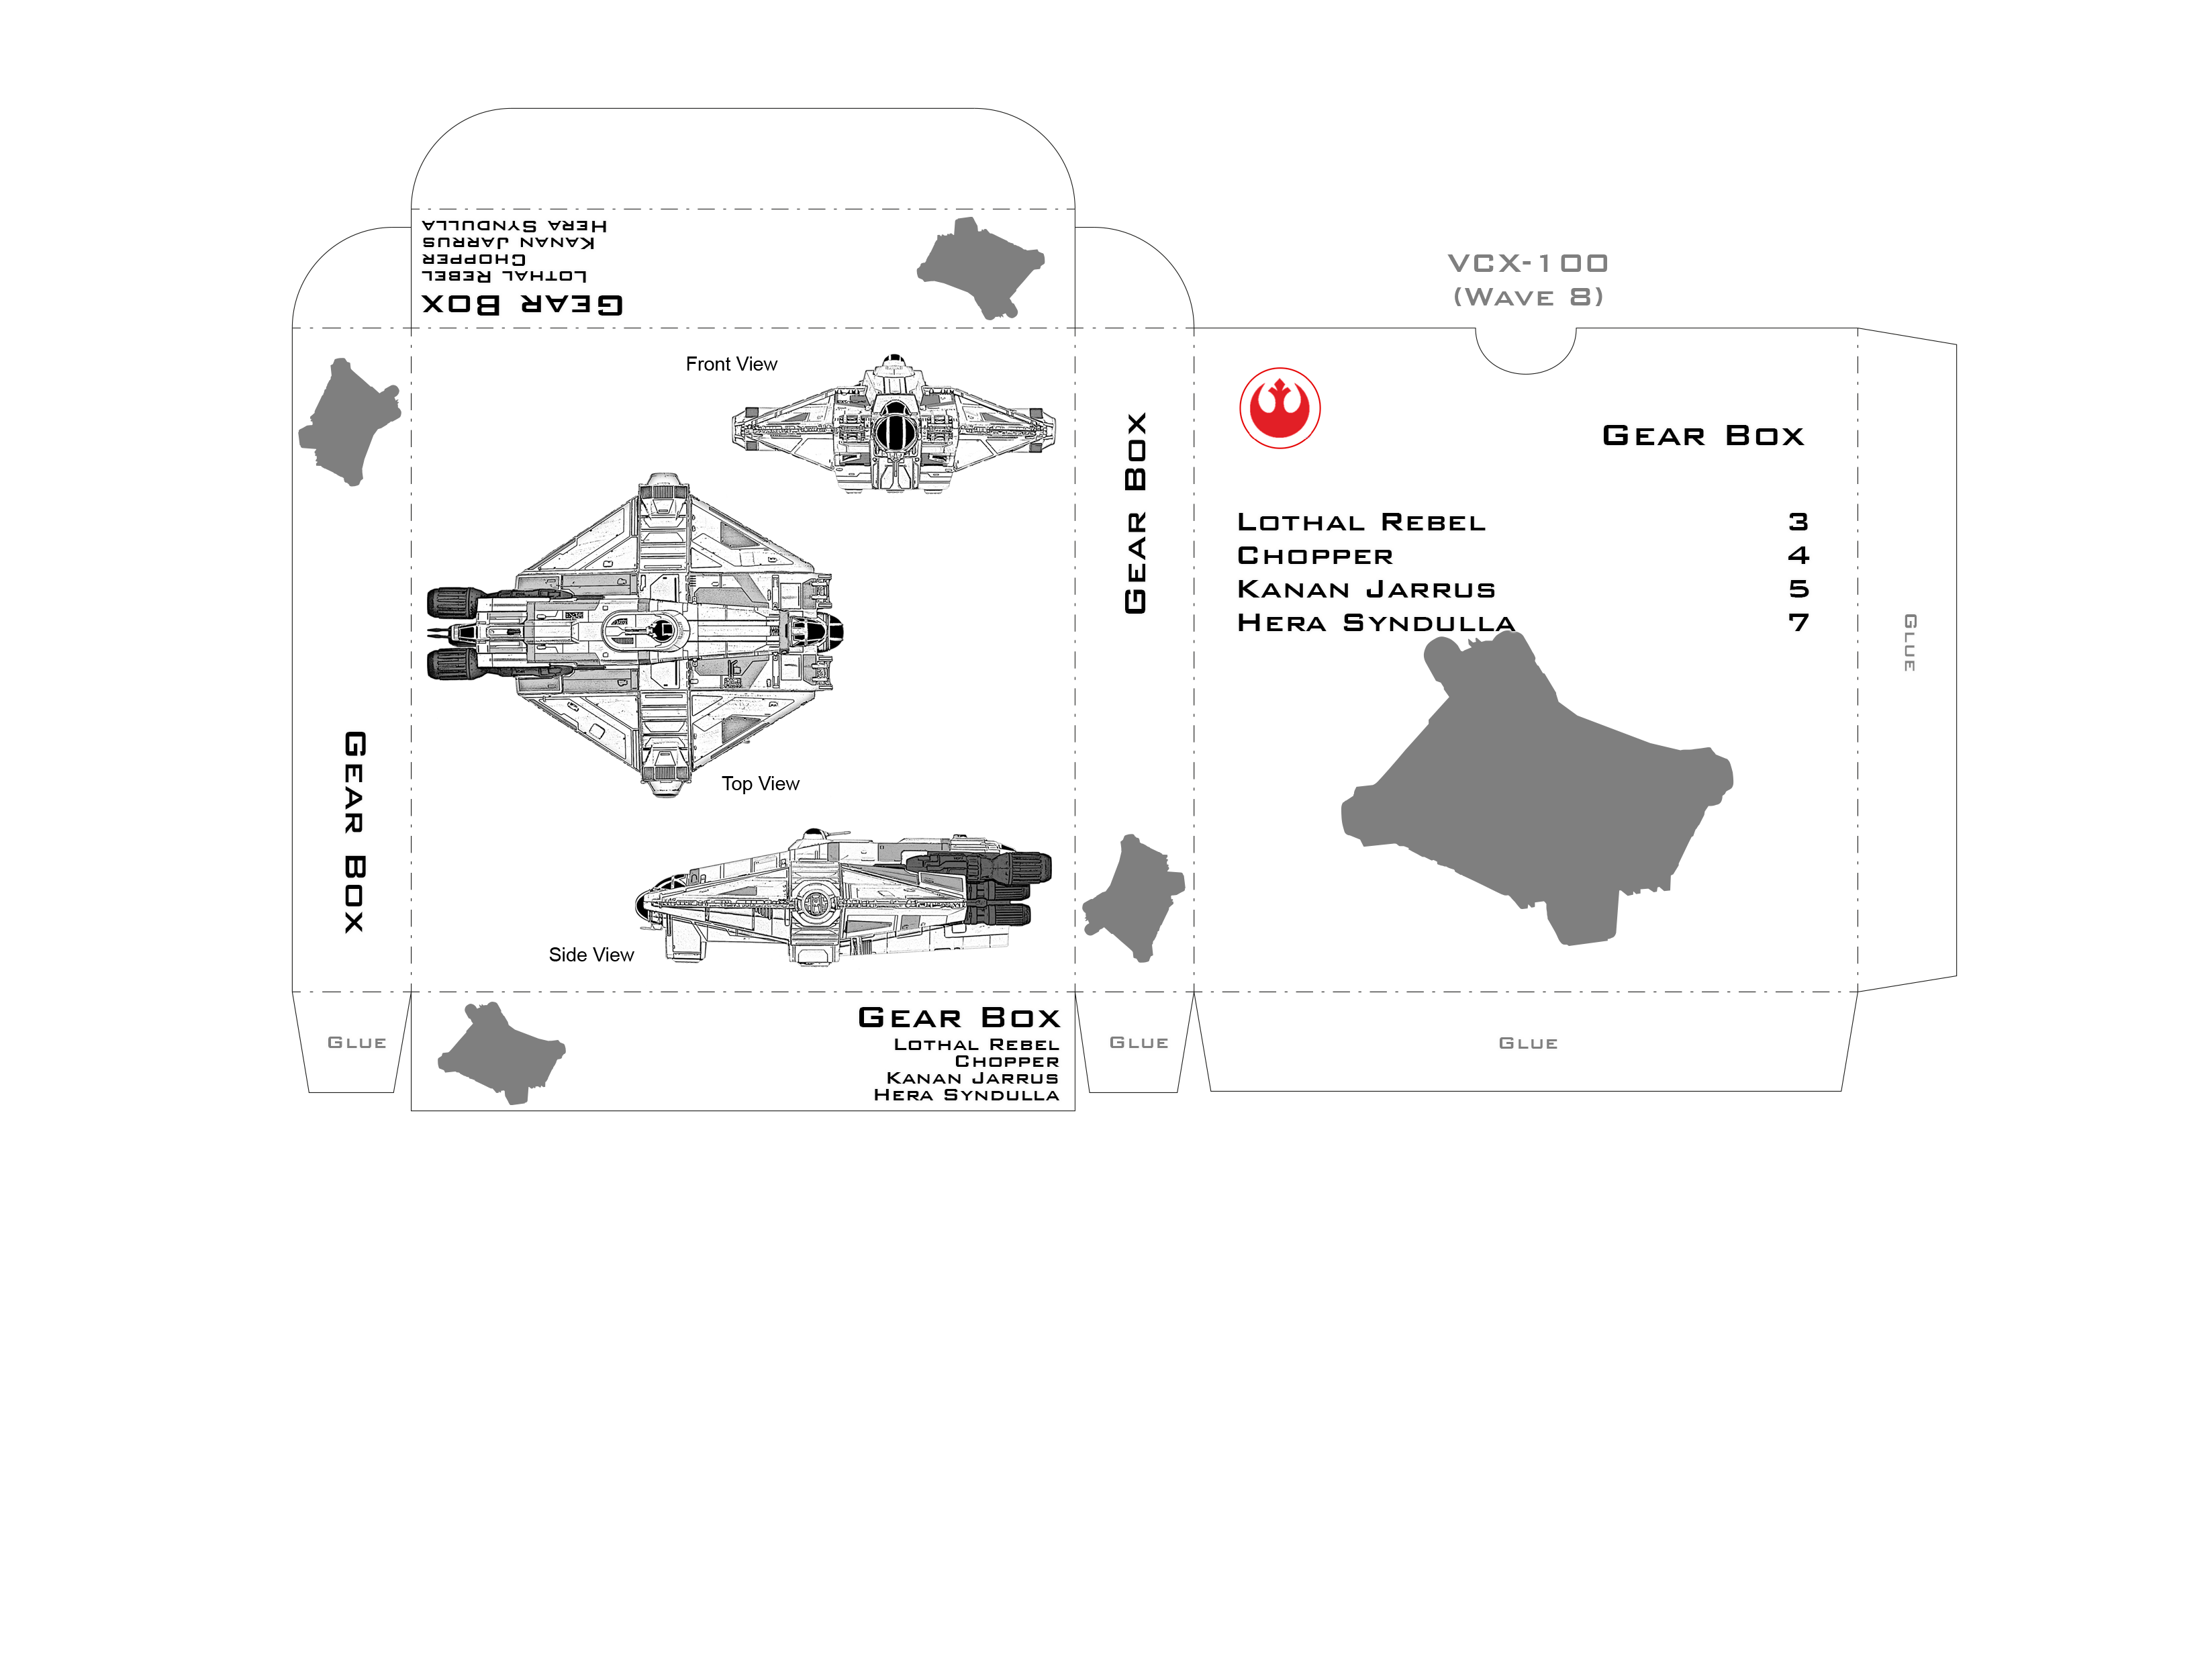 HERA SYNDULLA
KANAN JARRUS
CHOPPER
LOTHAL REBEL
GEAR BOX
VCX-100
(WAVE 8)
Front View
GEAR BOX
GEAR BOX
LOTHAL REBEL 3
CHOPPER 4
KANAN JARRUS 5
HERA SYNDULLA 7
GLUE
Top View
GEAR BOX
Side View
GEAR BOX
LOTHAL REBEL
CHOPPER
KANAN JARRUS
HERA SYNDULLA
GLUE
GLUE
GLUE